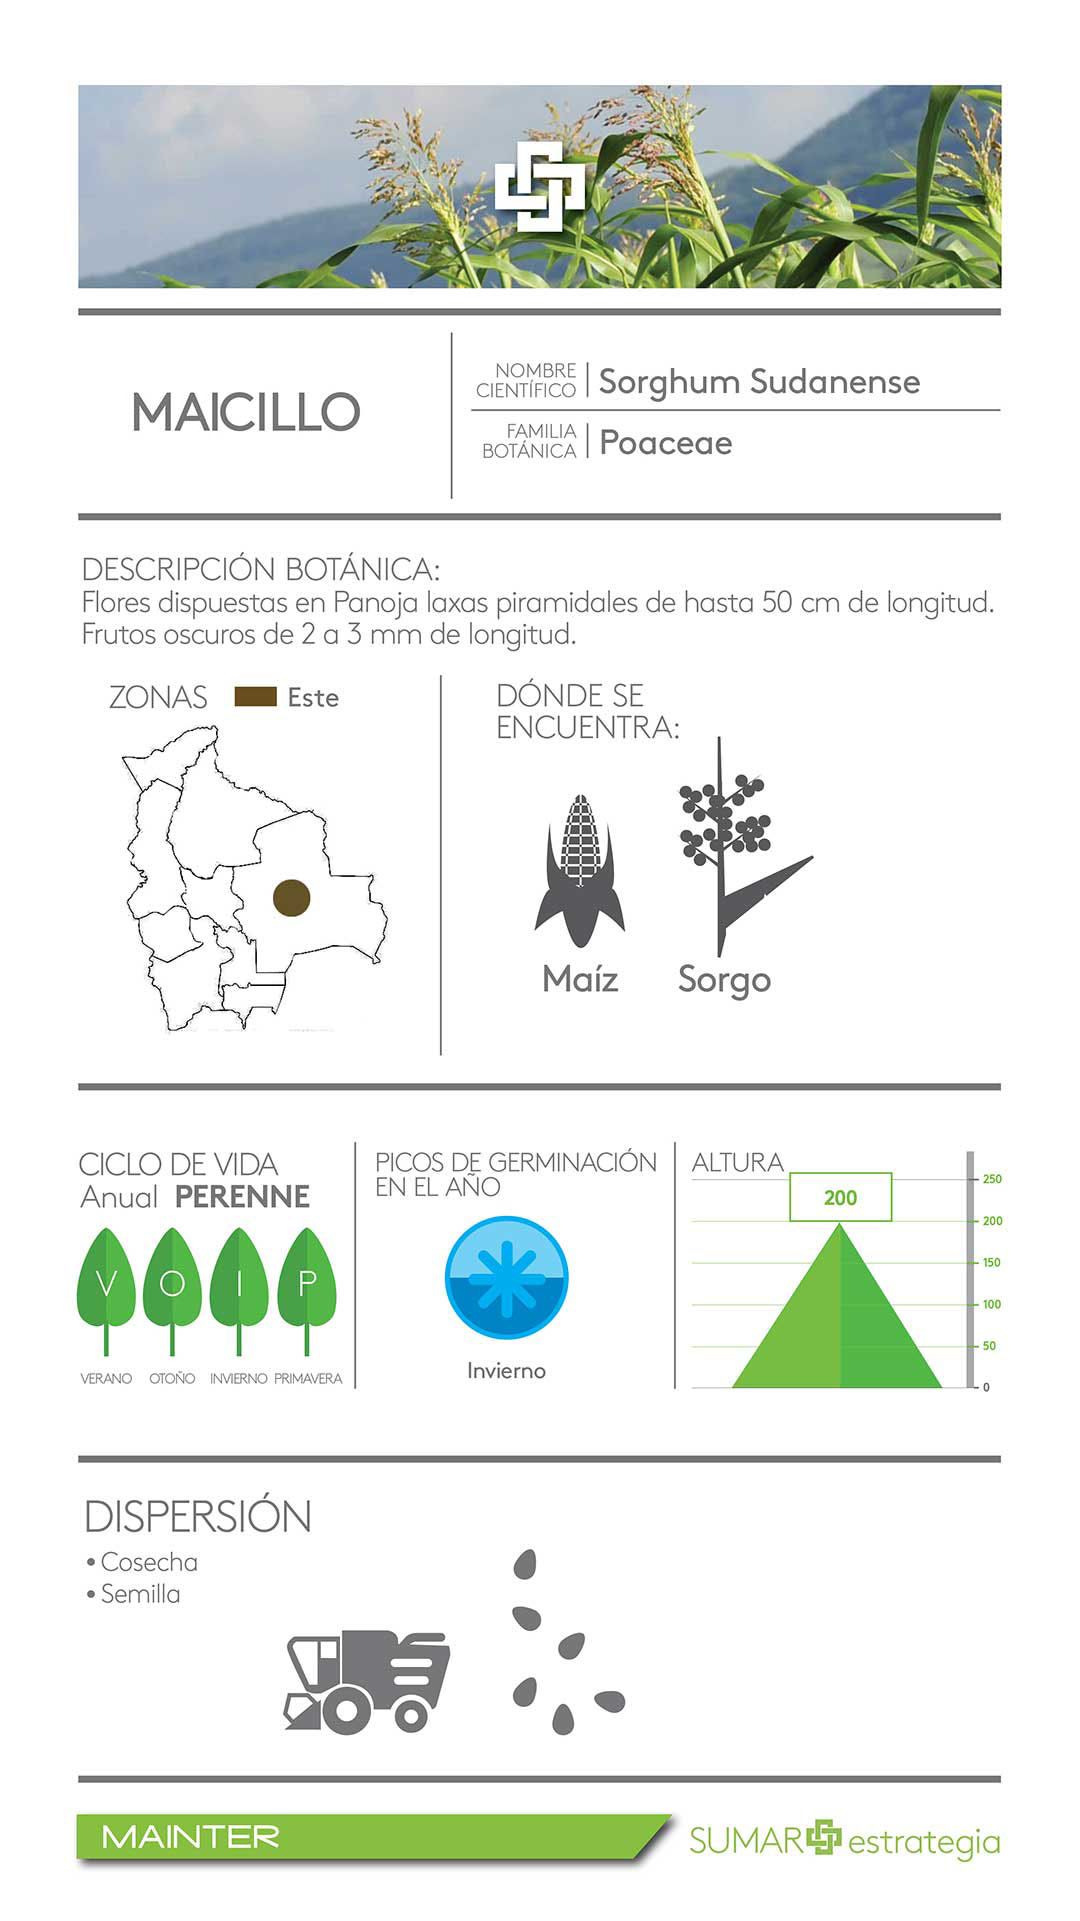 MAICILLO
NOMBRE
CIENTÍFICO
Sorghum Sudanense
FAMILIA
BOTÁNICA
Poaceae
DESCRIPCIÓN BOTÁNICA:
Flores dispuestas en Panoja laxas piramidales de hasta 50 cm de longitud.
Frutos oscuros de 2 a 3 mm de longitud.
ZONAS Este
DÓNDE SE
ENCUENTRA:
Maíz Sorgo
CICLO DE VIDA
Anual PERENNE
V O I P
VERANO OTOÑO INVIERNO PRIMAVERA
PICOS DE GERMINACIÓN
EN EL AÑO
Invierno
ALTURA
200
250
200
150
100
50
0
DISPERSIÓN
• Cosecha
• Semilla
MAINTER
SUMAR estrategia